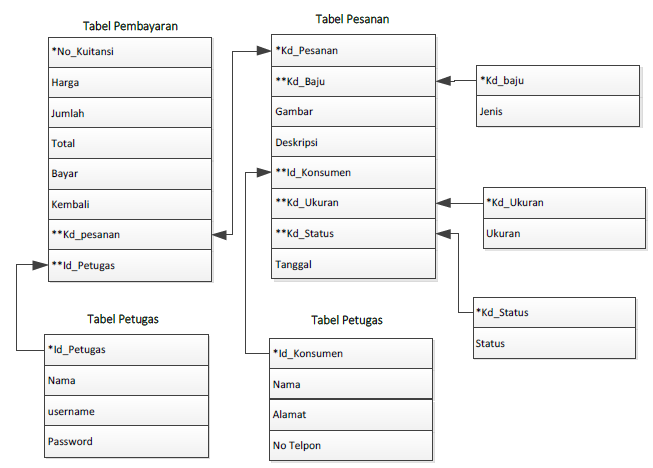 Tabel Pembayaran
*No_Kuitansi
Harga
Jumlah
Total
Bayar
Kembali
**Kd_pesanan
**Id_Petugas
Tabel Pesanan
*Kd_Pesanan
**Kd_Baju
Gambar
Deskripsi
**Id_Konsumen
**Kd_Ukuran
**Kd_Status
Tanggal
*Kd_baju
Jenis
*Kd_Ukuran
Ukuran
*Kd_Status
Status
Tabel Petugas
*Id_Petugas
Nama
username
Password
Tabel Petugas
*Id_Konsumen
Nama
Alamat
No Telpon